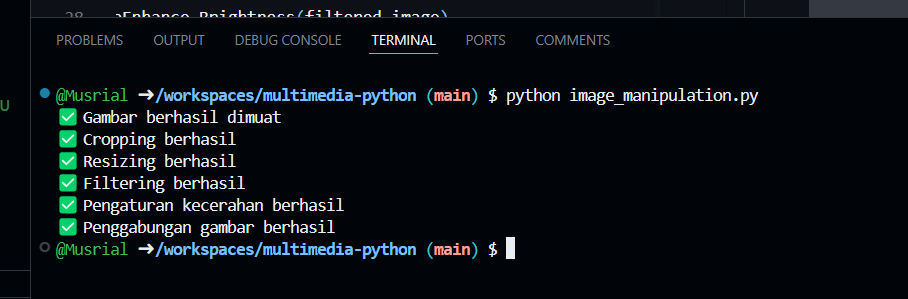 28 aEnhance.Brightness(filtered_image)
PROBLEMS OUTPUT DEBUG CONSOLE TERMINAL PORTS COMMENTS
U
@Musrial ➜/workspaces/multimedia-python (main) $ python image_manipulation.py
✅ Gambar berhasil dimuat
✅ Cropping berhasil
✅ Resizing berhasil
✅ Filtering berhasil
✅ Pengaturan kecerahan berhasil
✅ Penggabungan gambar berhasil
@Musrial ➜/workspaces/multimedia-python (main) $